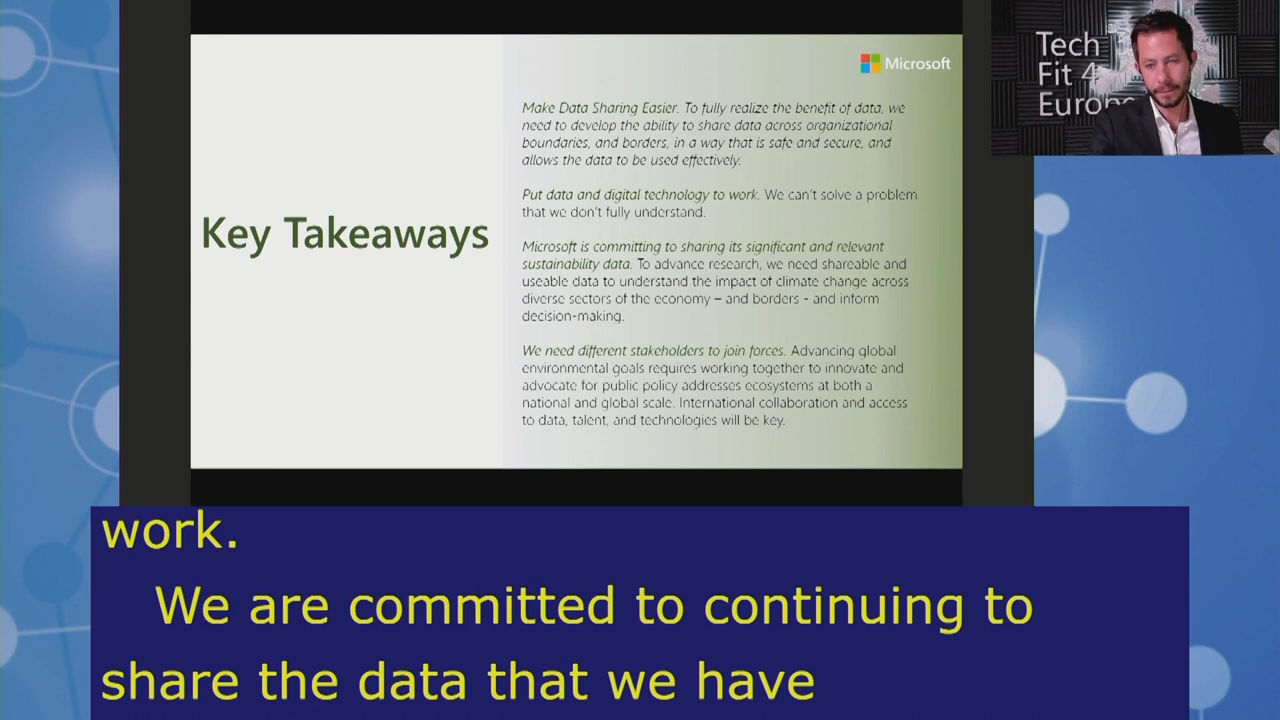 Microsoft
Tech
Fit 4
Europe
Key Takeaways
Make Data Sharing Easier. To fully realize the benefit of data, we
need to develop the ability to share data across organizational
boundaries, and borders, in a way that is safe and secure, and
allows the data to be used effectively.
Put data and digital technology to work. We can't solve a problem
that we don't fully understand.
Microsoft is committing to sharing its significant and relevant
sustainability data. To advance research, we need shareable and
useable data to understand the impact of climate change across
diverse sectors of the economy – and borders - and inform
decision-making.
We need different stakeholders to join forces. Advancing global
environmental goals requires working together to innovate and
advocate for public policy addresses ecosystems at both a
national and global scale. International collaboration and access
to data, talent, and technologies will be key.
work.
We are committed to continuing to
share the data that we have